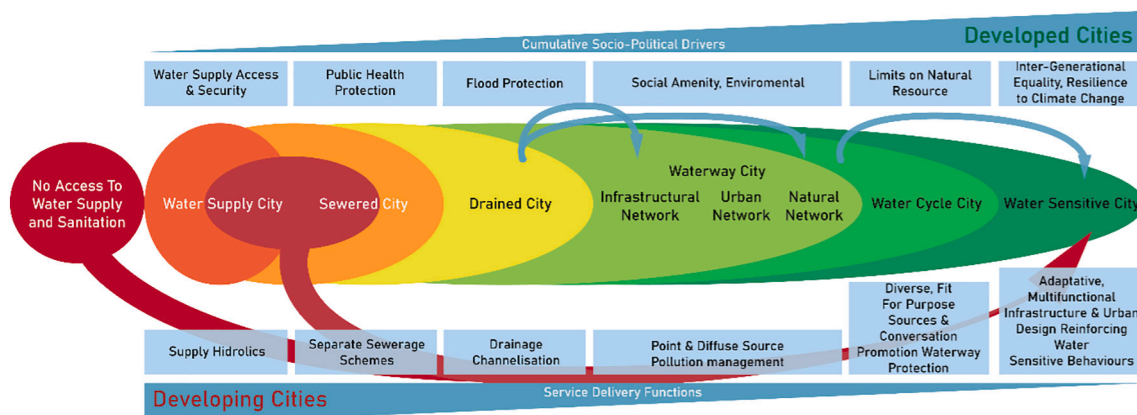 Cumulative Socio-Political Drivers
Developed Cities
Water Supply Access
& Security
Public Health
Protection
Flood Protection
Social Amenity, Enviromental
Limits on Natural
Resource
Inter-Generational
Equality, Resilience
to Climate Change
No Access To
Water Supply
and Sanitation
Water Supply City
Sewered City
Drained City
Waterway City
Infrastructural
Network
Urban
Network
Natural
Network
Water Cycle City
Water Sensitive City
Supply Hidrolics
Separate Sewerage
Schemes
Drainage
Channelisation
Point & Diffuse Source
Pollution management
Diverse, Fit
For Purpose
Sources &
Conversation
Promotion Waterway
Protection
Adaptive,
Multifunctional
Infrastructure & Urban
Design Reinforcing
Water
Sensitive Behaviours
Developing Cities
Service Delivery Functions